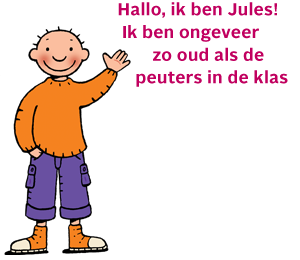 Hallo, ik ben Jules!
Ik ben ongeveer
zo oud als de
peuters in de klas